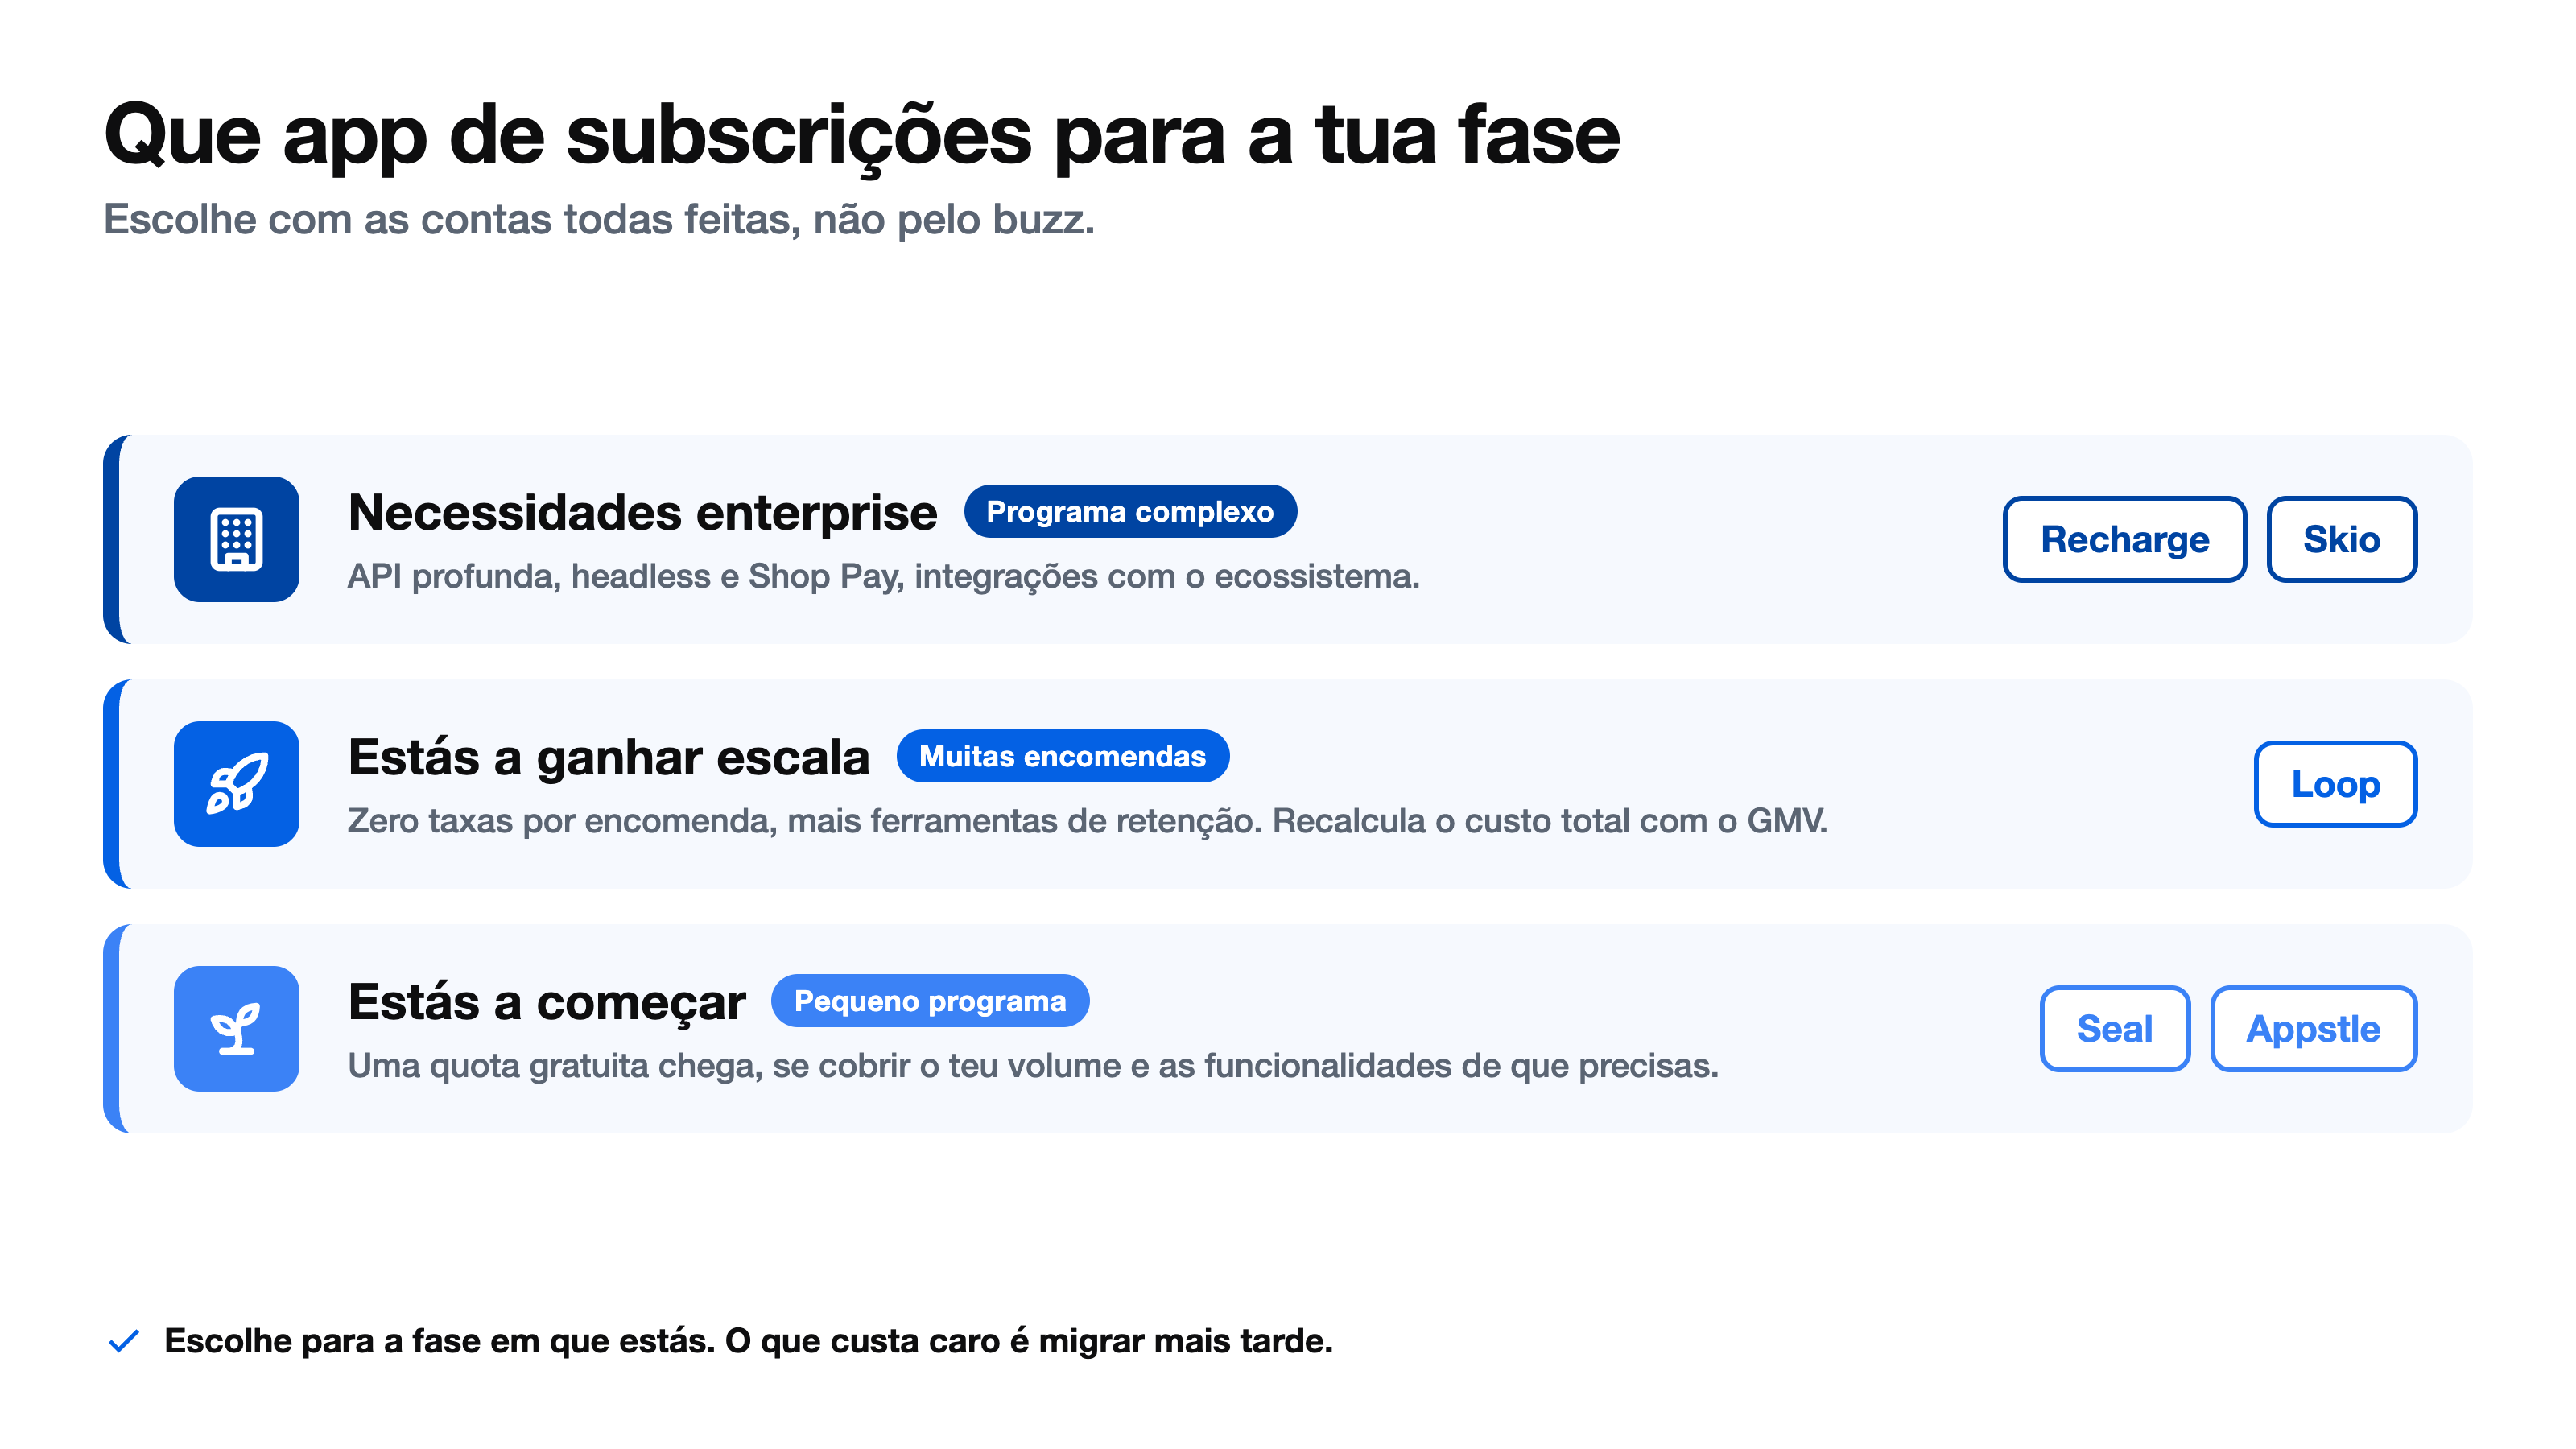 Que app de subscrições para a tua fase
Escolhe com as contas todas feitas, não pelo buzz.
Necessidades enterprise
Programa complexo
API profunda, headless e Shop Pay, integrações com o ecossistema.
Recharge
Skio
Estás a ganhar escala
Muitas encomendas
Zero taxas por encomenda, mais ferramentas de retenção. Recalcula o custo total com o GMV.
Loop
Estás a começar
Pequeno programa
Uma quota gratuita chega, se cobrir o teu volume e as funcionalidades de que precisas.
Seal
Appstle
Escolhe para a fase em que estás. O que custa caro é migrar mais tarde.